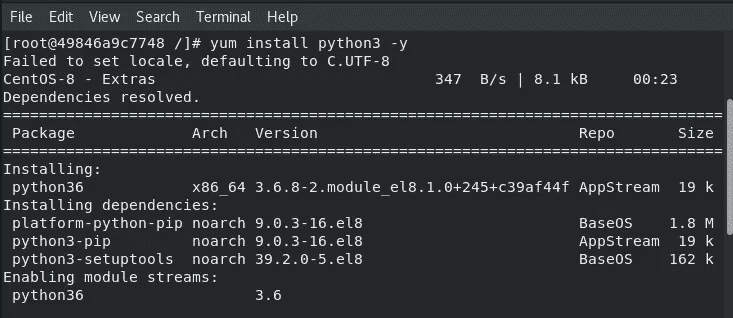 File Edit View Search Terminal Help
[root@49846a9c7748 /]# yum install python3 -y
Failed to set locale, defaulting to C.UTF-8
CentOS-8 - Extras                               347  B/s | 8.1 kB     00:23
Dependencies resolved.
================================================================================
 Package              Arch   Version                             Repo       Size
================================================================================
Installing:
 python36             x86_64 3.6.8-2.module_el8.1.0+245+c39af44f AppStream  19 k
Installing dependencies:
 platform-python-pip  noarch 9.0.3-16.el8                        BaseOS    1.8 M
 python3-pip          noarch 9.0.3-16.el8                        AppStream  19 k
 python3-setuptools   noarch 39.2.0-5.el8                        BaseOS    162 k
Enabling module streams:
 python36                    3.6